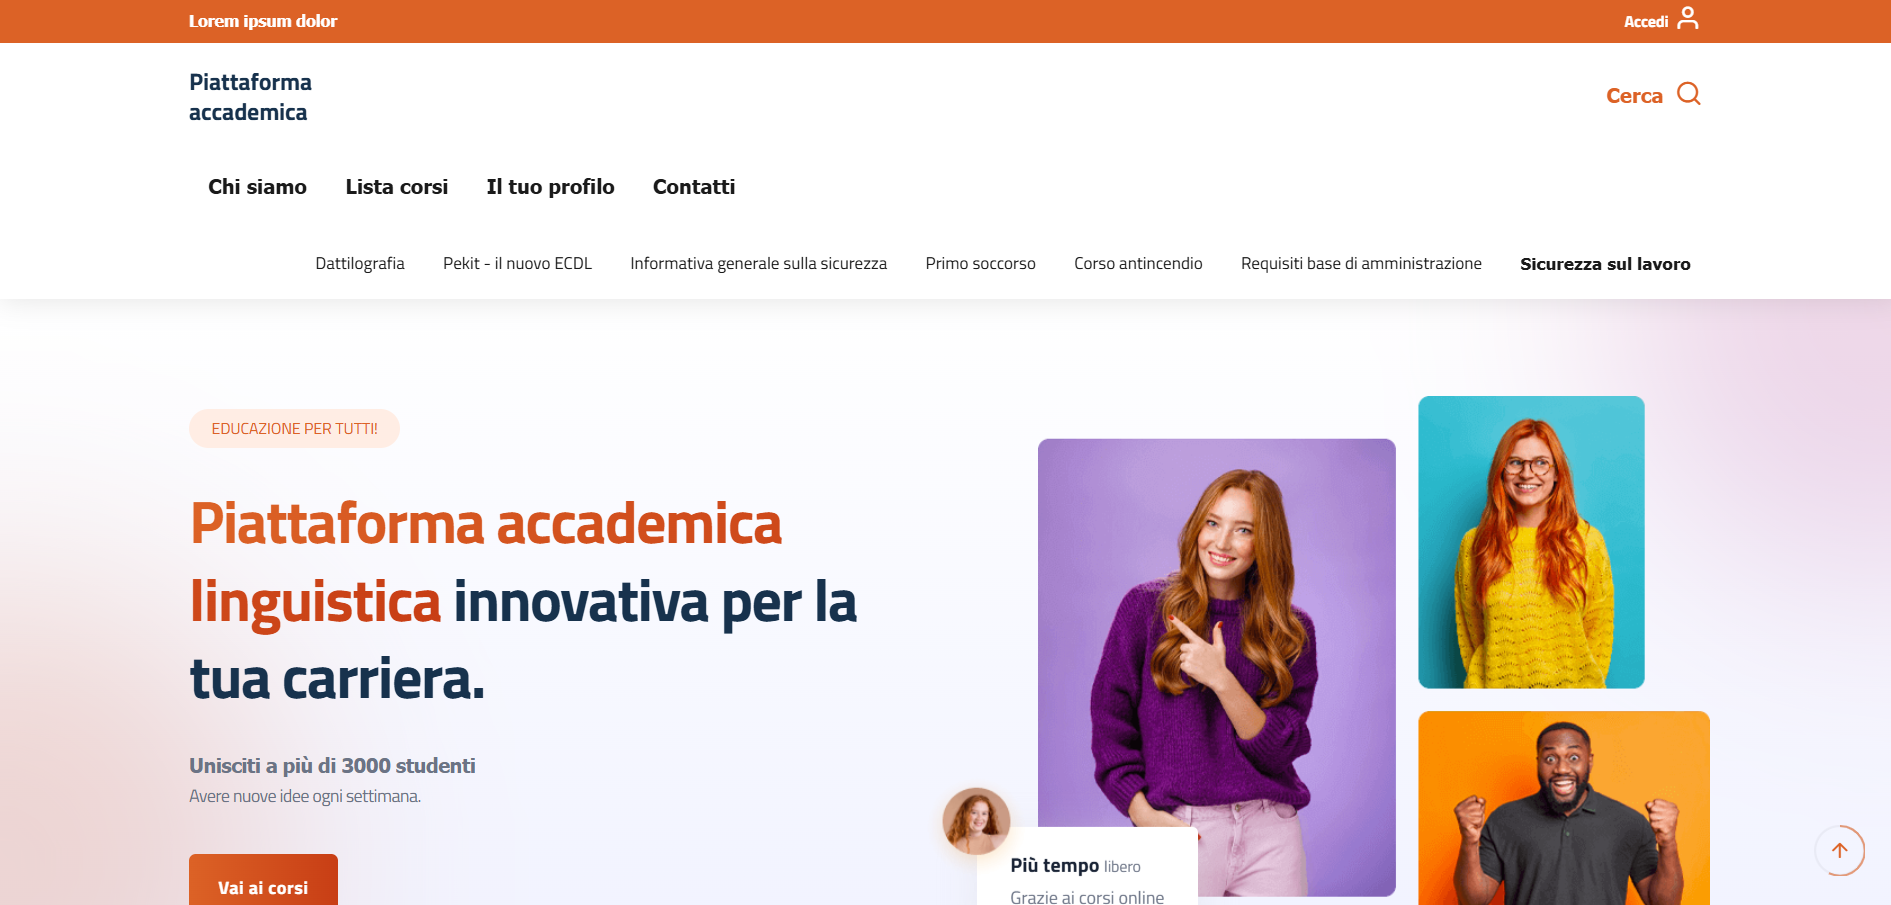 Lorem ipsum dolor
Accedi
Piattaforma
accademica
Cerca
Chi siamo
Lista corsi
Il tuo profilo
Contatti
Dattilografia
Pekit - il nuovo ECDL
Informativa generale sulla sicurezza
Primo soccorso
Corso antincendio
Requisiti base di amministrazione
Sicurezza sul lavoro
EDUCAZIONE PER TUTTI!
Piattaforma accademica
linguistica innovativa per la
tua carriera.
Unisciti a più di 3000 studenti
Avere nuove idee ogni settimana.
Vai ai corsi
Più tempo libero
Grazie ai corsi online